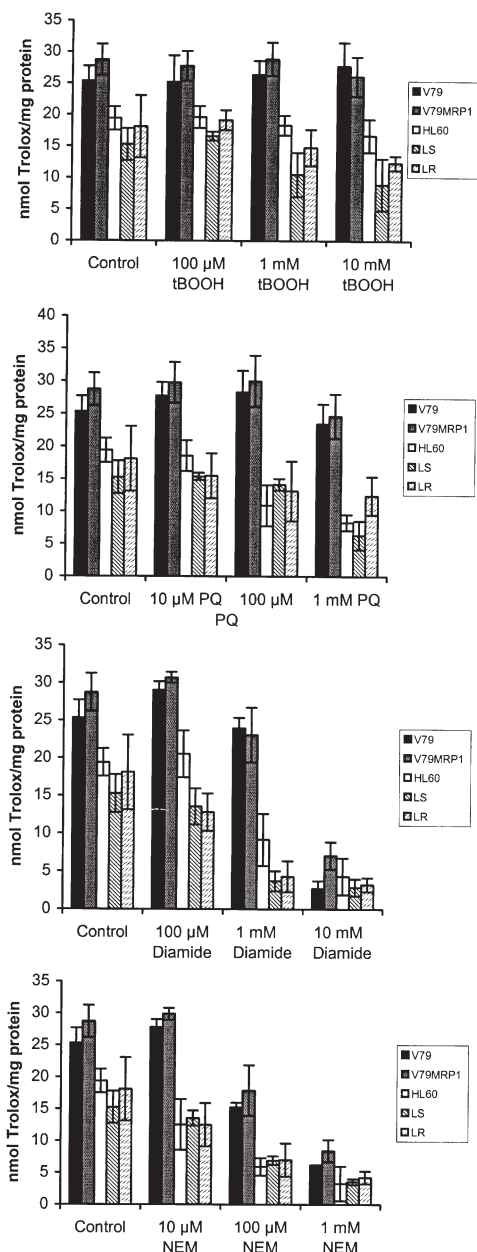 nmol Trolox/mg protein
35
30
25
20
15
10
5
0
V79
V79MRP1
HL60
LS
LR
Control 100 µM 1 mM 10 mM
tBOOH tBOOH tBOOH
nmol Trolox/mg protein
40
35
30
25
20
15
10
5
0
V79
V79MRP1
HL60
LS
LR
Control 10 µM PQ 100 µM 1 mM PQ
PQ
nmol Trolox/mg protein
35
30
25
20
15
10
5
0
V79
V79MRP1
HL60
LS
LR
Control 100 µM 1 mM 10 mM
Diamide Diamide Diamide
nmol Trolox/mg protein
35
30
25
20
15
10
5
0
V79
V79MRP1
HL60
LS
LR
Control 10 µM 100 µM 1 mM
NEM NEM NEM